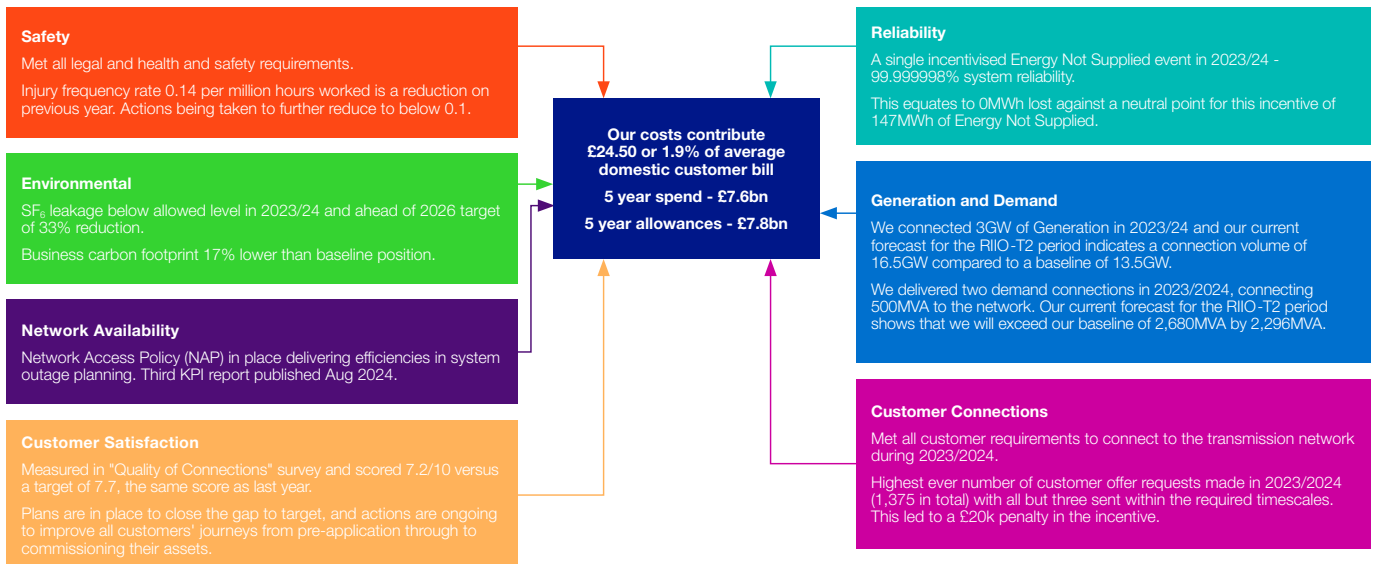 Safety
Met all legal and health and safety requirements.
Injury frequency rate 0.14 per million hours worked is a reduction on
previous year. Actions being taken to further reduce to below 0.1.
Environmental
SF₆ leakage below allowed level in 2023/24 and ahead of 2026 target
of 33% reduction.
Business carbon footprint 17% lower than baseline position.
Network Availability
Network Access Policy (NAP) in place delivering efficiencies in system
outage planning. Third KPI report published Aug 2024.
Customer Satisfaction
Measured in "Quality of Connections" survey and scored 7.2/10 versus
a target of 7.7, the same score as last year.
Plans are in place to close the gap to target, and actions are ongoing
to improve all customers' journeys from pre-application through to
commissioning their assets.
Our costs contribute
£24.50 or 1.9% of average
domestic customer bill
5 year spend - £7.6bn
5 year allowances - £7.8bn
Reliability
A single incentivised Energy Not Supplied event in 2023/24 -
99.999998% system reliability.
This equates to 0MWh lost against a neutral point for this incentive of
147MWh of Energy Not Supplied.
Generation and Demand
We connected 3GW of Generation in 2023/24 and our current
forecast for the RIIO-T2 period indicates a connection volume of
16.5GW compared to a baseline of 13.5GW.
We delivered two demand connections in 2023/2024, connecting
500MVA to the network. Our current forecast for the RIIO-T2 period
shows that we will exceed our baseline of 2,680MVA by 2,296MVA.
Customer Connections
Met all customer requirements to connect to the transmission network
during 2023/2024.
Highest ever number of customer offer requests made in 2023/2024
(1,375 in total) with all but three sent within the required timescales.
This led to a £20k penalty in the incentive.